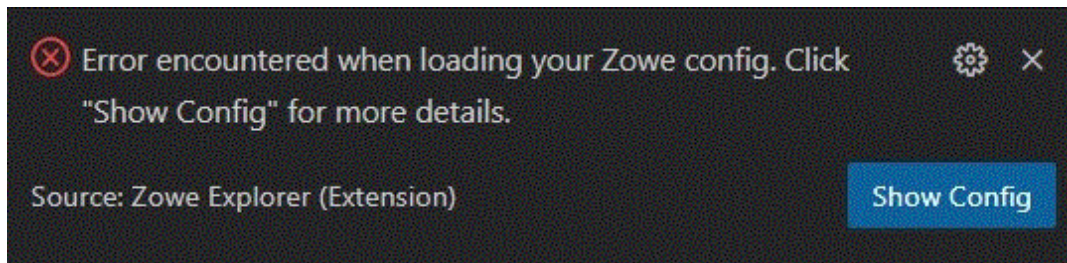 Error encountered when loading your Zowe config. Click
"Show Config" for more details.
Source: Zowe Explorer (Extension)
Show Config